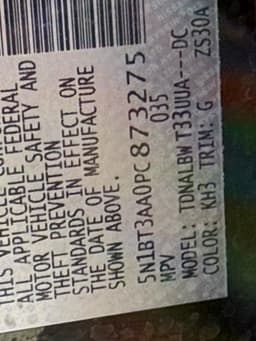 THIS VEHICLE
ALL APPLICABLE FEDERAL
MOTOR VEHICLE SAFETY AND
THEFT PREVENTION
STANDARDS IN EFFECT ON
THE DATE OF MANUFACTURE
SHOWN ABOVE.
5N1BT3AA0PC873275
MPV 035
MODEL: TDNALBW T33UUA---DC
COLOR: KH3 TRIM: G ZS30A